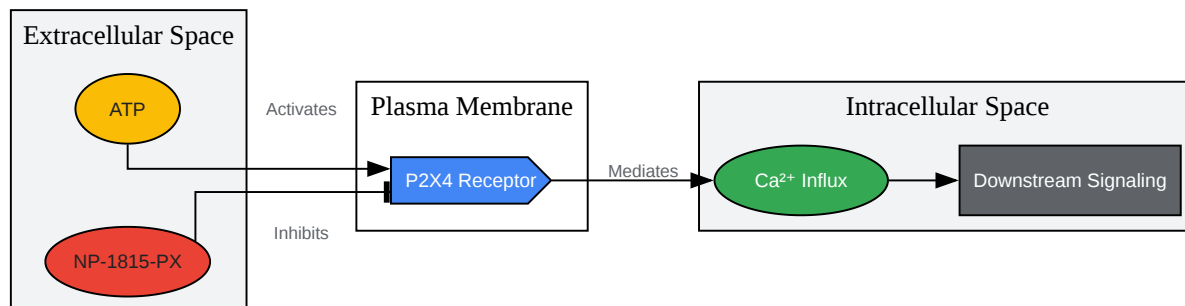 Extracellular Space
ATP
Activates
NP-1815-PX
Inhibits
Plasma Membrane
P2X4 Receptor
Mediates
Intracellular Space
Ca²⁺ Influx
Downstream Signaling